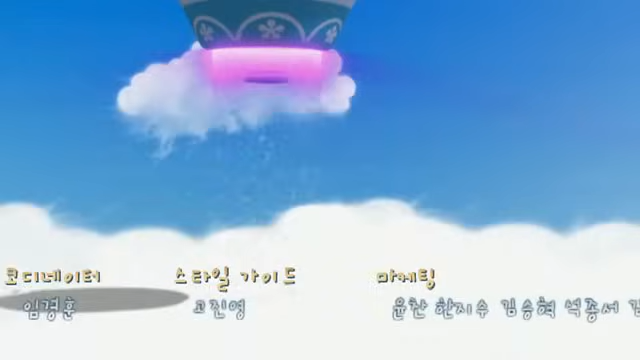 코디네이터 스타일 가이드 마케팅
임경훈 고진영 윤찬 한지수 김승혁 석종서 김